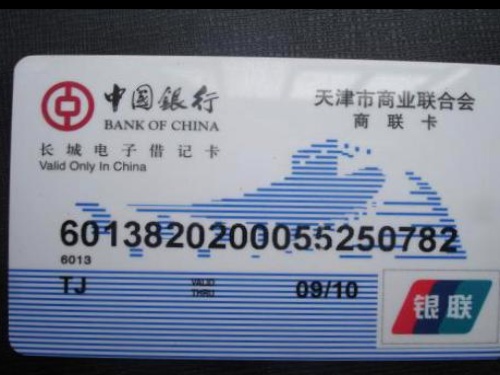 中国銀行
BANK OF CHINA
天津市商业联合会
商联卡
长城电子借记卡
Valid Only In China
6013820200055250782
6013
TJ
VALID
THRU
09/10
银联